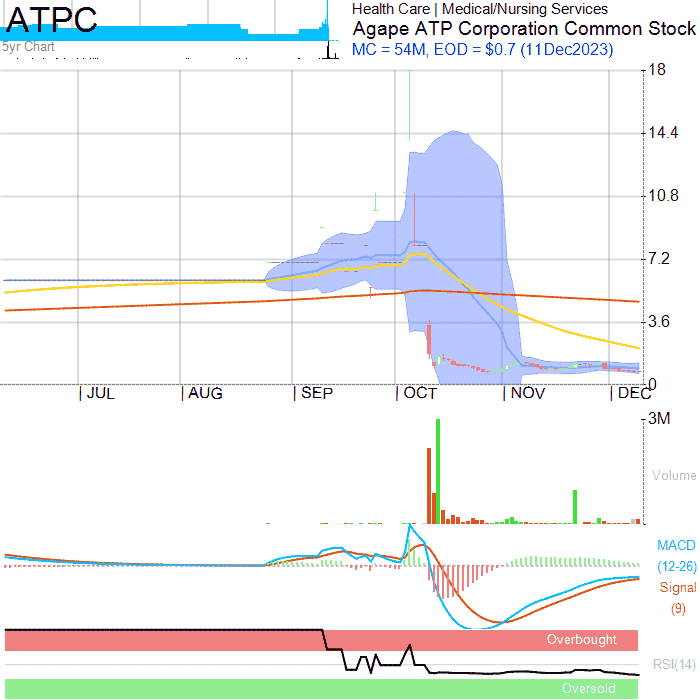 ATPC
5yr Chart
Health Care | Medical/Nursing Services
Agape ATP Corporation Common Stock
MC = 54M, EOD = $0.7 (11Dec2023)
18
14.4
10.8
7.2
3.6
0
JUL AUG SEP OCT NOV DEC
3M
Volume
MACD
(12-26)
Signal
(9)
Overbought
RSI(14)
Oversold